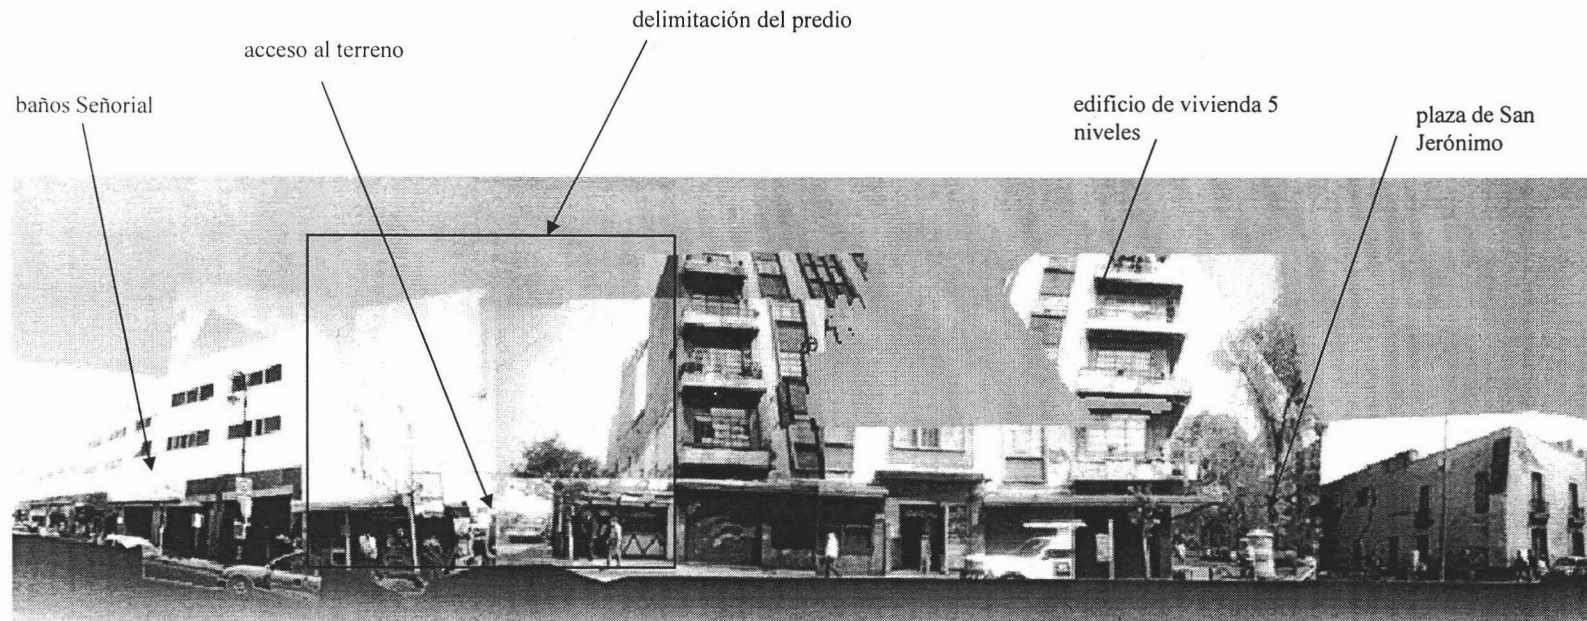 delimitación del predio
acceso al terreno
baños Señorial
edificio de vivienda 5
niveles
plaza de San
Jerónimo